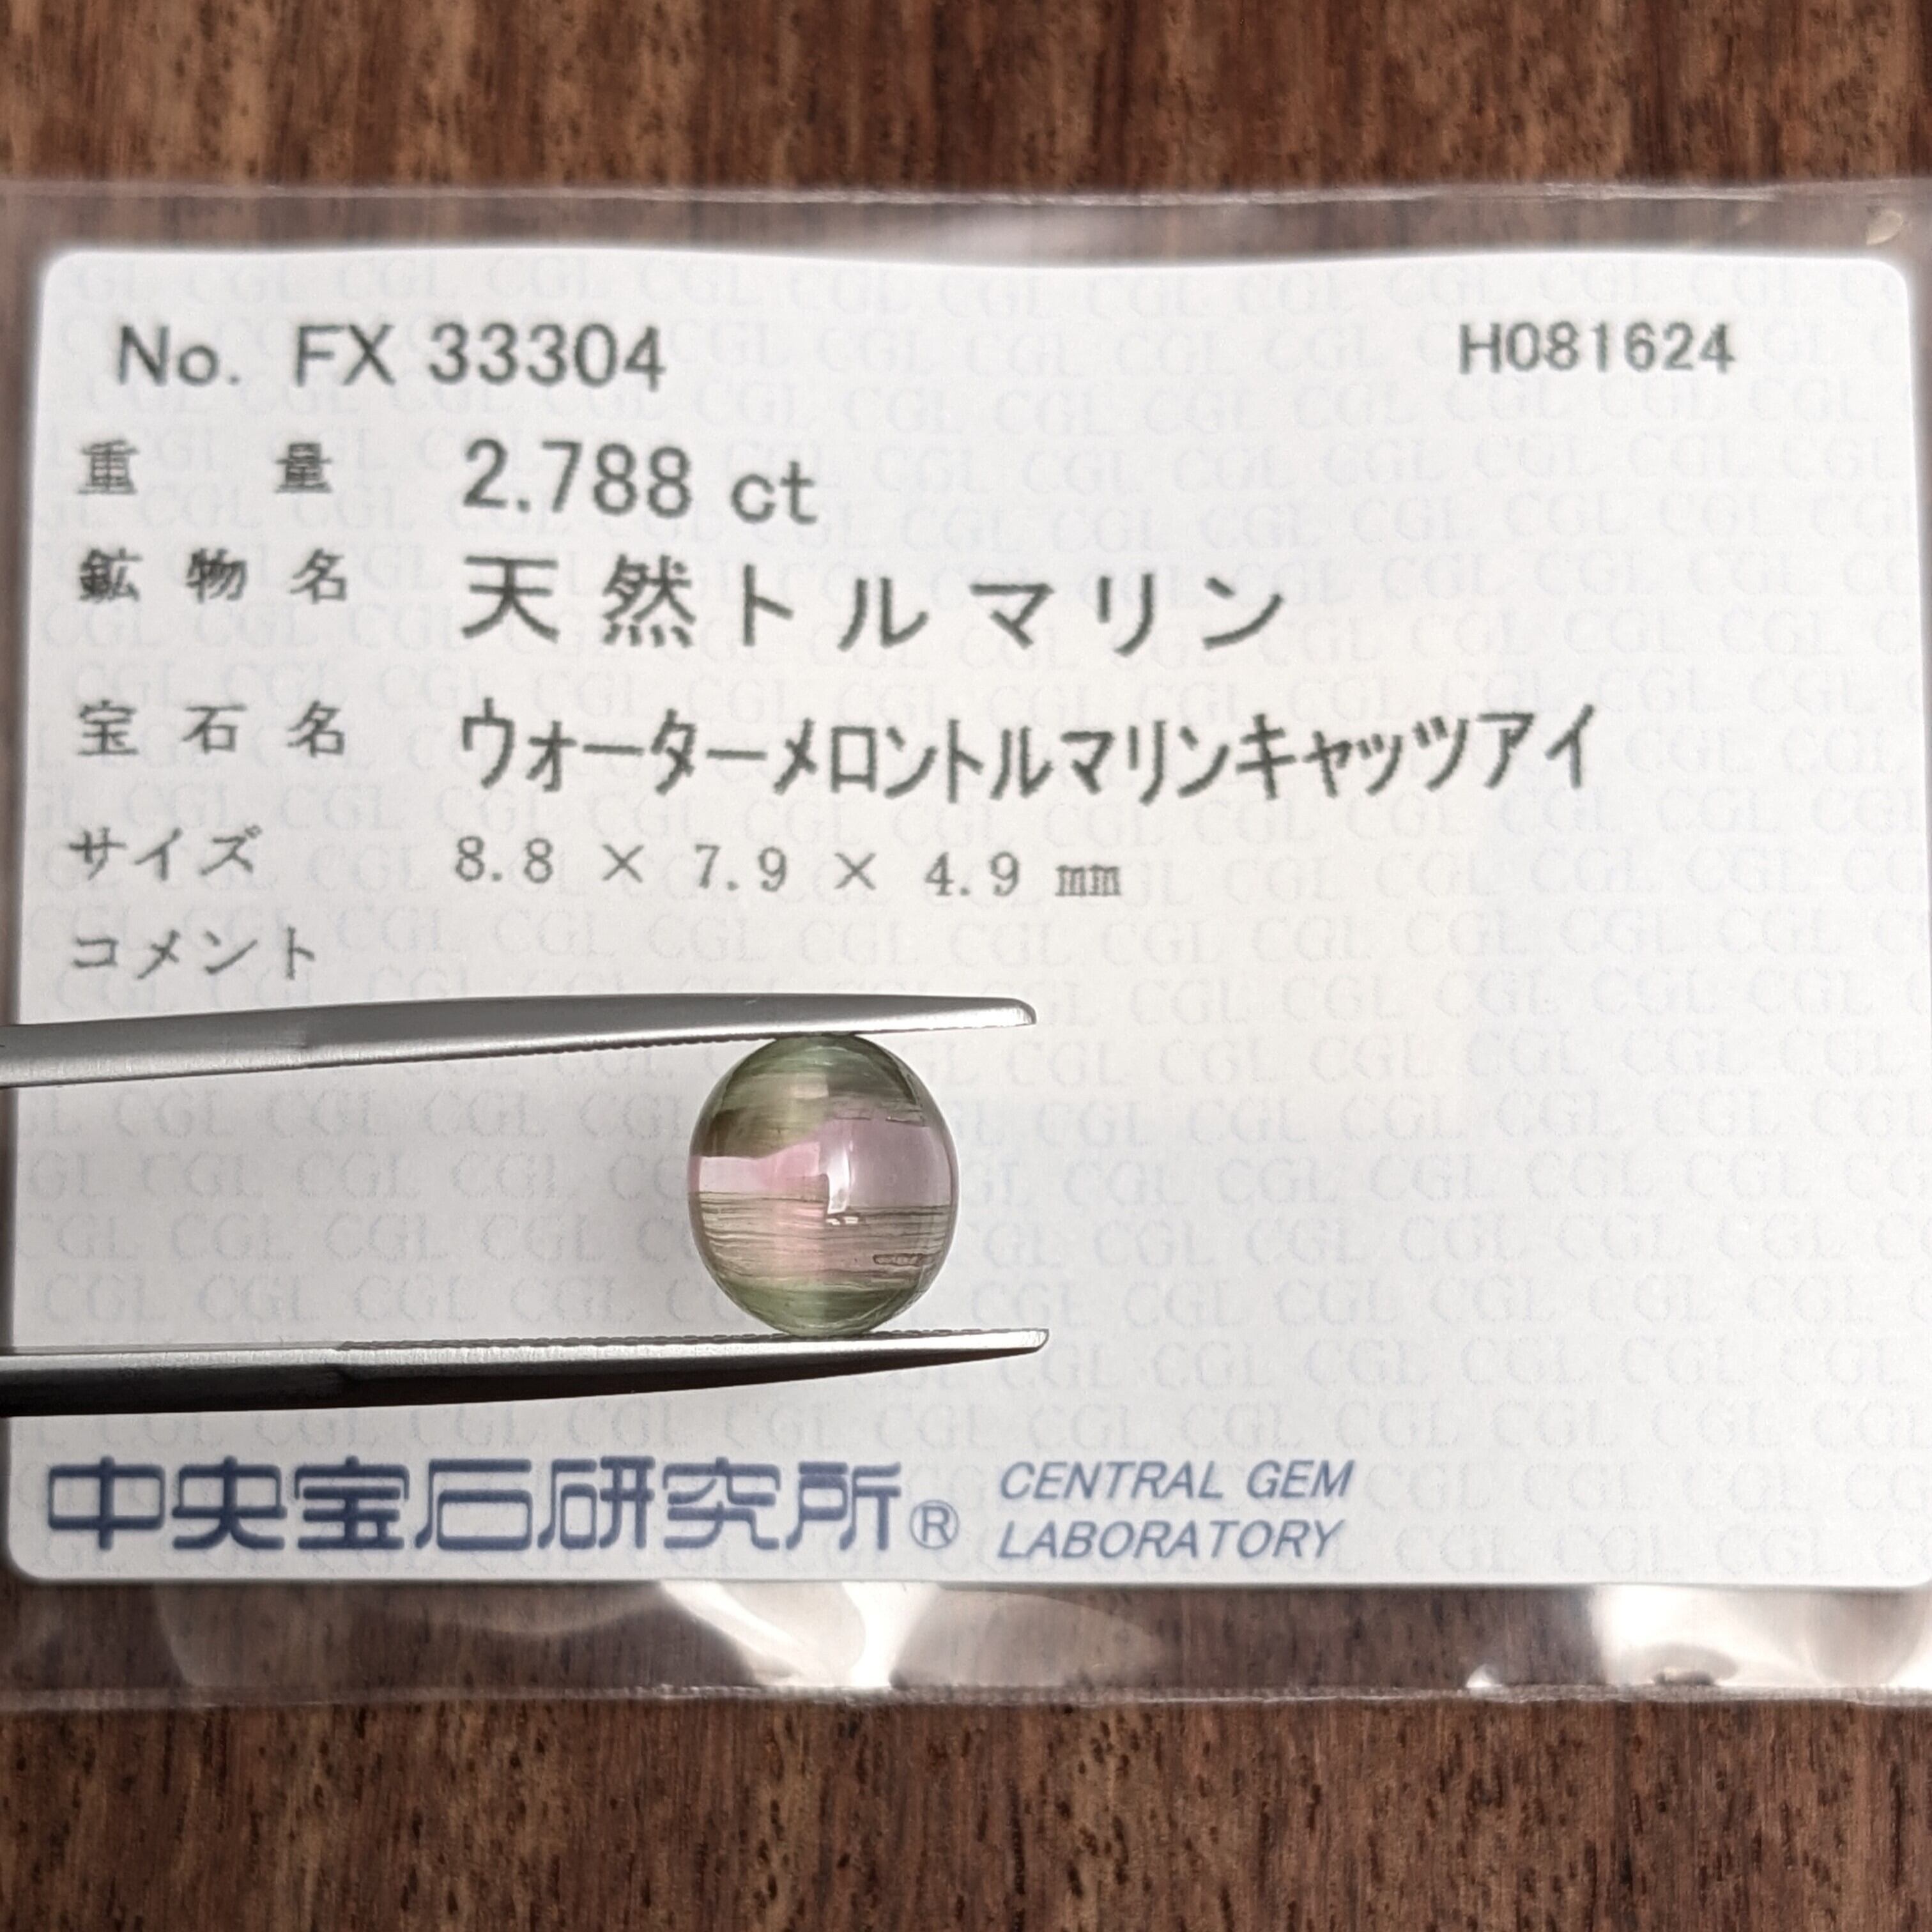 No. FX 33304 H081624
重量 2.788 ct
鉱物名 天然トルマリン
宝石名 ウォーターメロントルマリンキャッツアイ
サイズ 8.8 × 7.9 × 4.9 mm
コメント
中央宝石研究所® CENTRAL GEM
LABORATORY